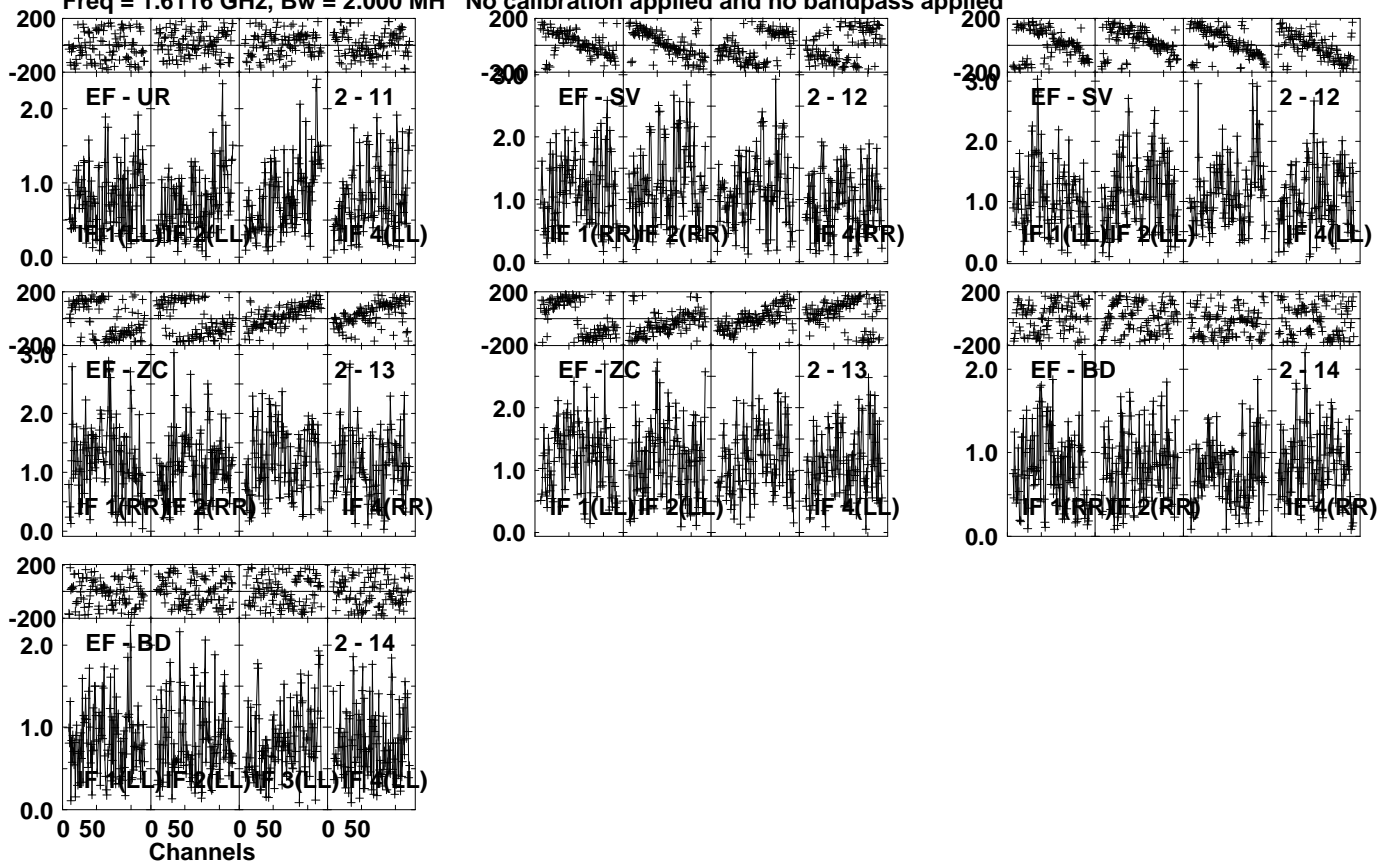 Freq = 1.6116 GHz, Bw = 2.000 MH No calibration applied and no bandpass applied
200
-200
EF - UR 2 - 11
2.0
1.0
IF 1(LL) IF 2(LL) IF 4(LL)
0.0
200
-200
3.0
EF - SV 2 - 12
2.0
1.0
IF 1(RR) IF 2(RR) IF 4(RR)
0.0
200
-200
3.0
EF - SV 2 - 12
2.0
1.0
IF 1(LL) IF 2(LL) IF 4(LL)
0.0
200
-200
3.0
EF - ZC 2 - 13
2.0
1.0
IF 1(RR) IF 2(RR) IF 4(RR)
0.0
200
-200
EF - ZC 2 - 13
2.0
1.0
IF 1(LL) IF 2(LL) IF 4(LL)
0.0
200
-200
EF - BD 2 - 14
2.0
1.0
IF 1(RR) IF 2(RR) IF 4(RR)
0.0
200
-200
EF - BD 2 - 14
2.0
1.0
IF 1(LL) IF 2(LL) IF 3(LL) IF 4(LL)
0.0
0 50 0 50 0 50 0 50
Channels